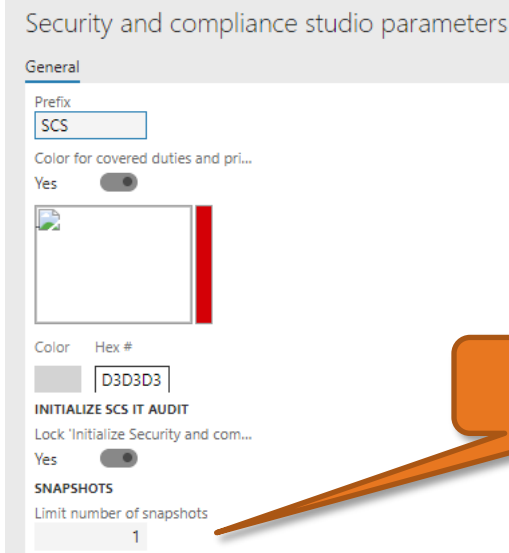 Security and compliance studio parameters
General
Prefix
SCS
Color for covered duties and pri...
Yes
Color Hex #
D3D3D3
INITIALIZE SCS IT AUDIT
Lock 'Initialize Security and com...
Yes
SNAPSHOTS
Limit number of snapshots
1